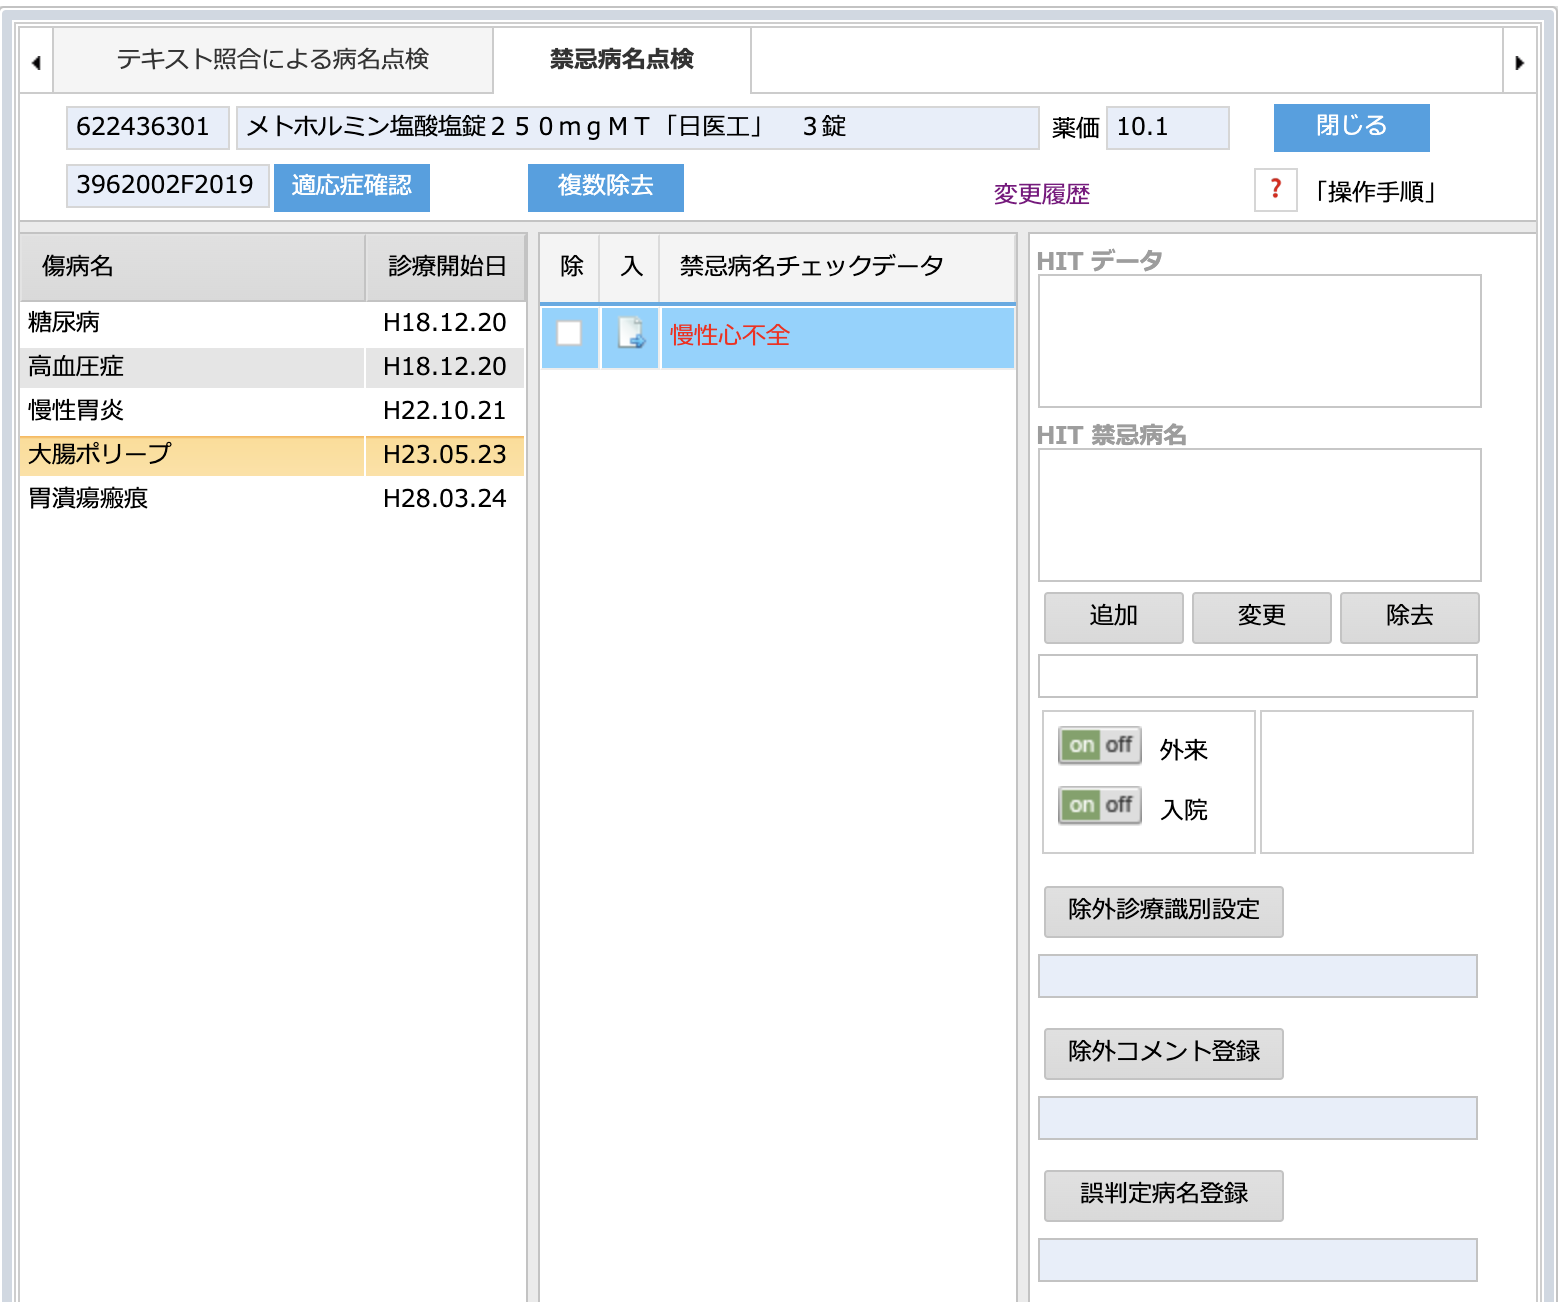 テキスト照合による病名点検
禁忌病名点検
622436301
メトホルミン塩酸塩錠２５０ｍｇＭＴ「日医工」　３錠
薬価
10.1
閉じる
3962002F2019
適応症確認
複数除去
変更履歴
?
「操作手順」
傷病名
診療開始日
糖尿病 H18.12.20
高血圧症 H18.12.20
慢性胃炎 H22.10.21
大腸ポリープ H23.05.23
胃潰瘍瘢痕 H28.03.24
除
入
禁忌病名チェックデータ
慢性心不全
HIT データ
HIT 禁忌病名
追加
変更
除去
on off 外来
on off 入院
除外診療識別設定
除外コメント登録
誤判定病名登録